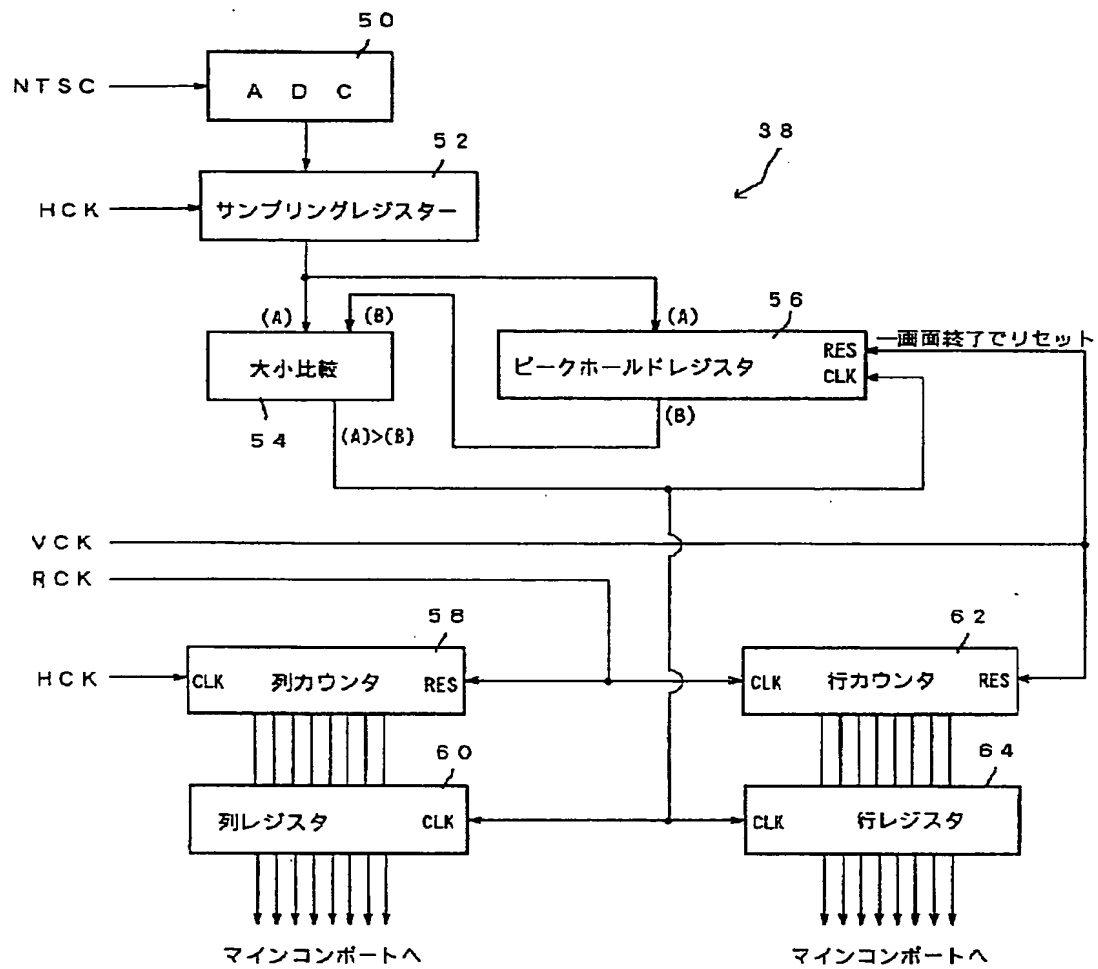 50
NTSC
A D C
38
52
HCK
サンプリングレジスター
56
(A)
(B)
(A)
一画面終了でリセット
RES
大小比較
ピークホールドレジスタ
CLK
54
(A)>(B)
(B)
VCK
RCK
58
62
HCK
CLK
列カウンタ
RES
CLK
行カウンタ
RES
60
64
列レジスタ
CLK
CLK
行レジスタ
マインコンポートへ
マインコンポートへ